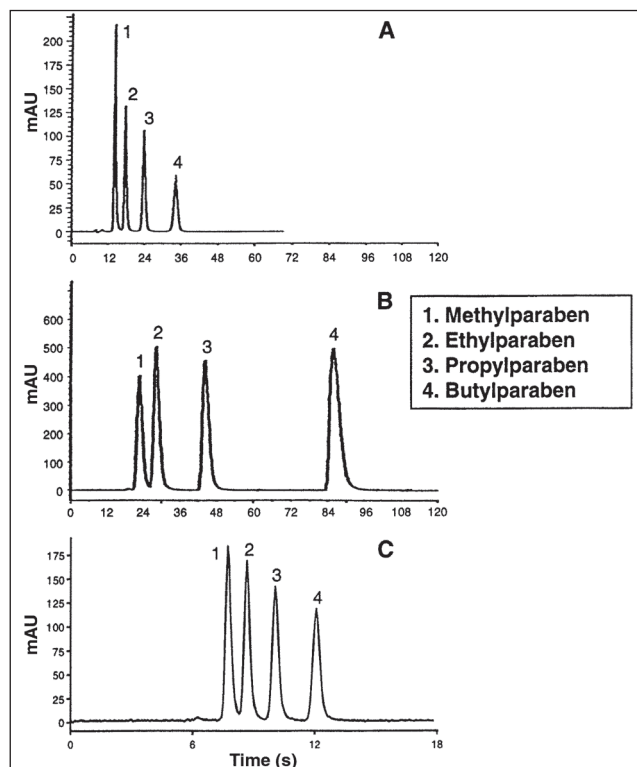 A
mAU
200
175
150
125
100
75
50
25
0
1
2
3
4
0 12 24 36 48 60 72 84 96 108 120
B
mAU
600
500
400
300
200
100
0
1
2
3
4
0 12 24 36 48 60 72 84 96 108 120
1. Methylparaben
2. Ethylparaben
3. Propylparaben
4. Butylparaben
C
mAU
175
150
125
100
75
50
25
0
1
2
3
4
0 6 12 18
Time (s)